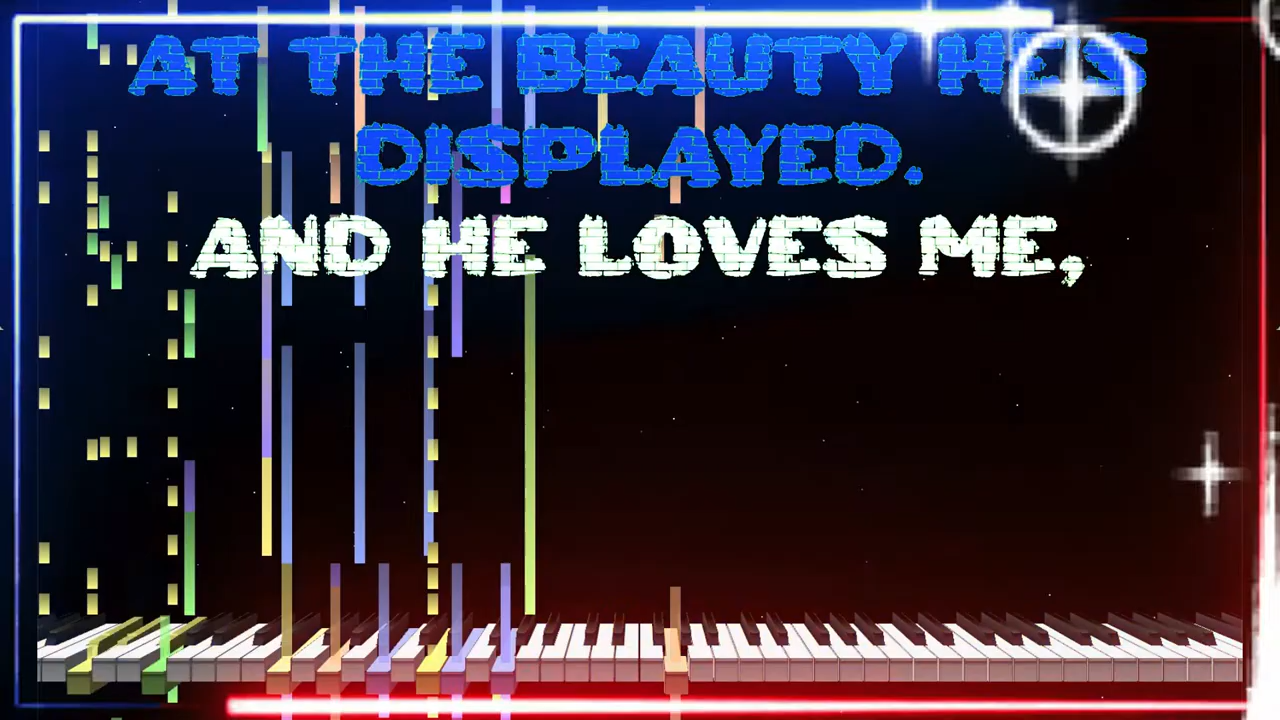 AT THE BEAUTY HE'S
DISPLAYED.
AND HE LOVES ME,